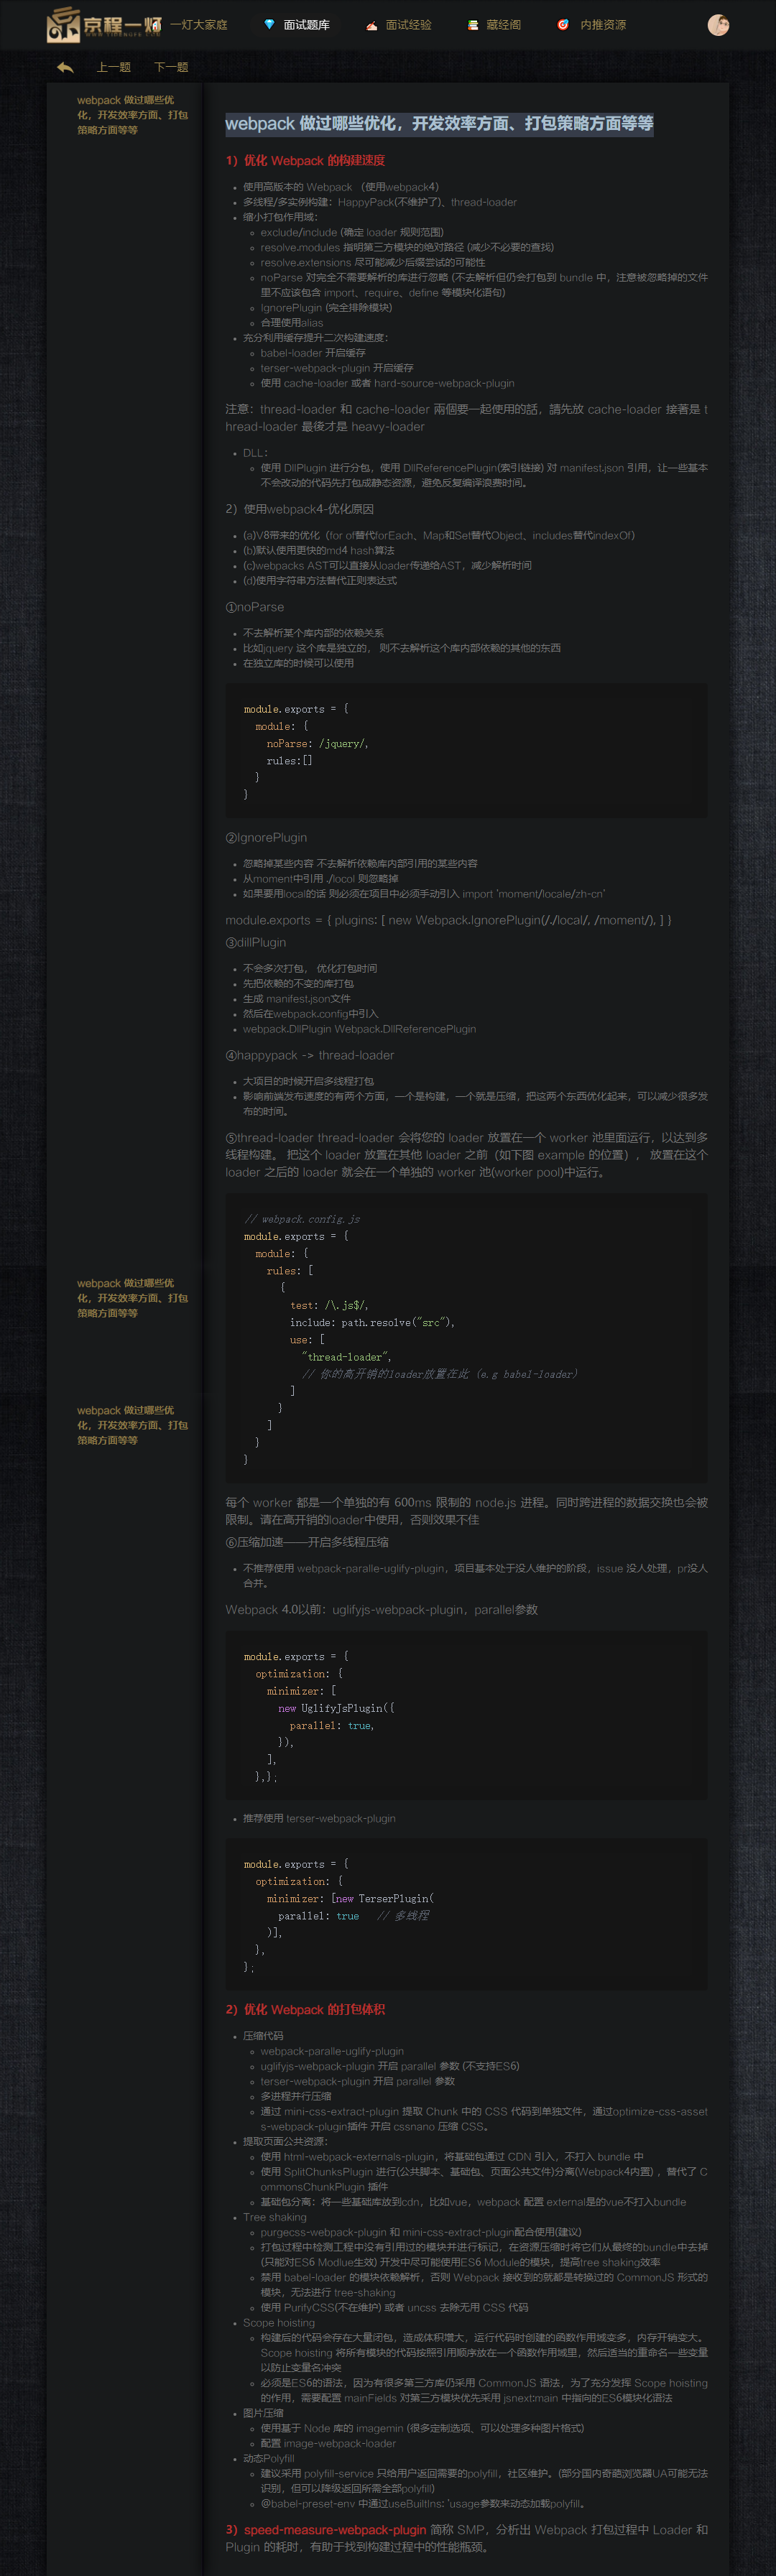 京程一灯
一灯大家庭
面试题库
面试经验
藏经阁
内推资源
上一题
下一题
webpack 做过哪些优
化，开发效率方面、打包
策略方面等等
webpack 做过哪些优化，开发效率方面、打包策略方面等等
1）优化 Webpack 的构建速度
使用高版本的 Webpack （使用webpack4）
多线程/多实例构建：HappyPack(不维护了)、thread-loader
缩小打包作用域：
exclude/include (确定 loader 规则范围)
resolve.modules 指明第三方模块的绝对路径 (减少不必要的查找)
resolve.extensions 尽可能减少后缀尝试的可能性
noParse 对完全不需要解析的库进行忽略 (不去解析但仍会打包到 bundle 中，注意被忽略掉的文件
里不应该包含 import、require、define 等模块化语句)
IgnorePlugin (完全排除模块)
合理使用alias
充分利用缓存提升二次构建速度：
babel-loader 开启缓存
terser-webpack-plugin 开启缓存
使用 cache-loader 或者 hard-source-webpack-plugin
注意：thread-loader 和 cache-loader 兩個要一起使用的話，請先放 cache-loader 接著是 t
hread-loader 最後才是 heavy-loader
DLL：
使用 DllPlugin 进行分包，使用 DllReferencePlugin(索引链接) 对 manifest.json 引用，让一些基本
不会改动的代码先打包成静态资源，避免反复编译浪费时间。
2）使用webpack4-优化原因
(a)V8带来的优化（for of替代forEach、Map和Set替代Object、includes替代indexOf）
(b)默认使用更快的md4 hash算法
(c)webpacks AST可以直接从loader传递给AST，减少解析时间
(d)使用字符串方法替代正则表达式
①noParse
不去解析某个库内部的依赖关系
比如jquery 这个库是独立的， 则不去解析这个库内部依赖的其他的东西
在独立库的时候可以使用
module.exports = {
module: {
noParse: /jquery/,
rules:[]
}
}
②IgnorePlugin
忽略掉某些内容 不去解析依赖库内部引用的某些内容
从moment中引用 ./locol 则忽略掉
如果要用local的话 则必须在项目中必须手动引入 import 'moment/locale/zh-cn'
module.exports = { plugins: [ new Webpack.IgnorePlugin(/./local/, /moment/), ] }
③dillPlugin
不会多次打包， 优化打包时间
先把依赖的不变的库打包
生成 manifest.json文件
然后在webpack.config中引入
webpack.DllPlugin Webpack.DllReferencePlugin
④happypack -> thread-loader
大项目的时候开启多线程打包
影响前端发布速度的有两个方面，一个是构建，一个就是压缩，把这两个东西优化起来，可以减少很多发
布的时间。
⑤thread-loader thread-loader 会将您的 loader 放置在一个 worker 池里面运行，以达到多
线程构建。 把这个 loader 放置在其他 loader 之前（如下图 example 的位置）， 放置在这个
loader 之后的 loader 就会在一个单独的 worker 池(worker pool)中运行。
// webpack.config.js
module.exports = {
module: {
rules: [
{
test: /\.js$/,
include: path.resolve("src"),
use: [
"thread-loader",
// 你的高开销的loader放置在此 (e.g babel-loader)
]
}
]
}
}
webpack 做过哪些优
化，开发效率方面、打包
策略方面等等
webpack 做过哪些优
化，开发效率方面、打包
策略方面等等
每个 worker 都是一个单独的有 600ms 限制的 node.js 进程。同时跨进程的数据交换也会被
限制。请在高开销的loader中使用，否则效果不佳
⑥压缩加速——开启多线程压缩
不推荐使用 webpack-paralle-uglify-plugin，项目基本处于没人维护的阶段，issue 没人处理，pr没人
合并。
Webpack 4.0以前：uglifyjs-webpack-plugin，parallel参数
module.exports = {
optimization: {
minimizer: [
new UglifyJsPlugin({
parallel: true,
}),
],
},};
推荐使用 terser-webpack-plugin
module.exports = {
optimization: {
minimizer: [new TerserPlugin(
parallel: true // 多线程
)],
},
};
2）优化 Webpack 的打包体积
压缩代码
webpack-paralle-uglify-plugin
uglifyjs-webpack-plugin 开启 parallel 参数 (不支持ES6)
terser-webpack-plugin 开启 parallel 参数
多进程并行压缩
通过 mini-css-extract-plugin 提取 Chunk 中的 CSS 代码到单独文件，通过optimize-css-asset
s-webpack-plugin插件 开启 cssnano 压缩 CSS。
提取页面公共资源：
使用 html-webpack-externals-plugin，将基础包通过 CDN 引入，不打入 bundle 中
使用 SplitChunksPlugin 进行(公共脚本、基础包、页面公共文件)分离(Webpack4内置) ，替代了 C
ommonsChunkPlugin 插件
基础包分离：将一些基础库放到cdn，比如vue，webpack 配置 external是的vue不打入bundle
Tree shaking
purgecss-webpack-plugin 和 mini-css-extract-plugin配合使用(建议)
打包过程中检测工程中没有引用过的模块并进行标记，在资源压缩时将它们从最终的bundle中去掉
(只能对ES6 Modlue生效) 开发中尽可能使用ES6 Module的模块，提高tree shaking效率
禁用 babel-loader 的模块依赖解析，否则 Webpack 接收到的就都是转换过的 CommonJS 形式的
模块，无法进行 tree-shaking
使用 PurifyCSS(不在维护) 或者 uncss 去除无用 CSS 代码
Scope hoisting
构建后的代码会存在大量闭包，造成体积增大，运行代码时创建的函数作用域变多，内存开销变大。
Scope hoisting 将所有模块的代码按照引用顺序放在一个函数作用域里，然后适当的重命名一些变量
以防止变量名冲突
必须是ES6的语法，因为有很多第三方库仍采用 CommonJS 语法，为了充分发挥 Scope hoisting
的作用，需要配置 mainFields 对第三方模块优先采用 jsnext:main 中指向的ES6模块化语法
图片压缩
使用基于 Node 库的 imagemin (很多定制选项、可以处理多种图片格式)
配置 image-webpack-loader
动态Polyfill
建议采用 polyfill-service 只给用户返回需要的polyfill，社区维护。(部分国内奇葩浏览器UA可能无法
识别，但可以降级返回所需全部polyfill)
@babel-preset-env 中通过useBuiltIns: 'usage参数来动态加载polyfill。
3）speed-measure-webpack-plugin 简称 SMP，分析出 Webpack 打包过程中 Loader 和
Plugin 的耗时，有助于找到构建过程中的性能瓶颈。